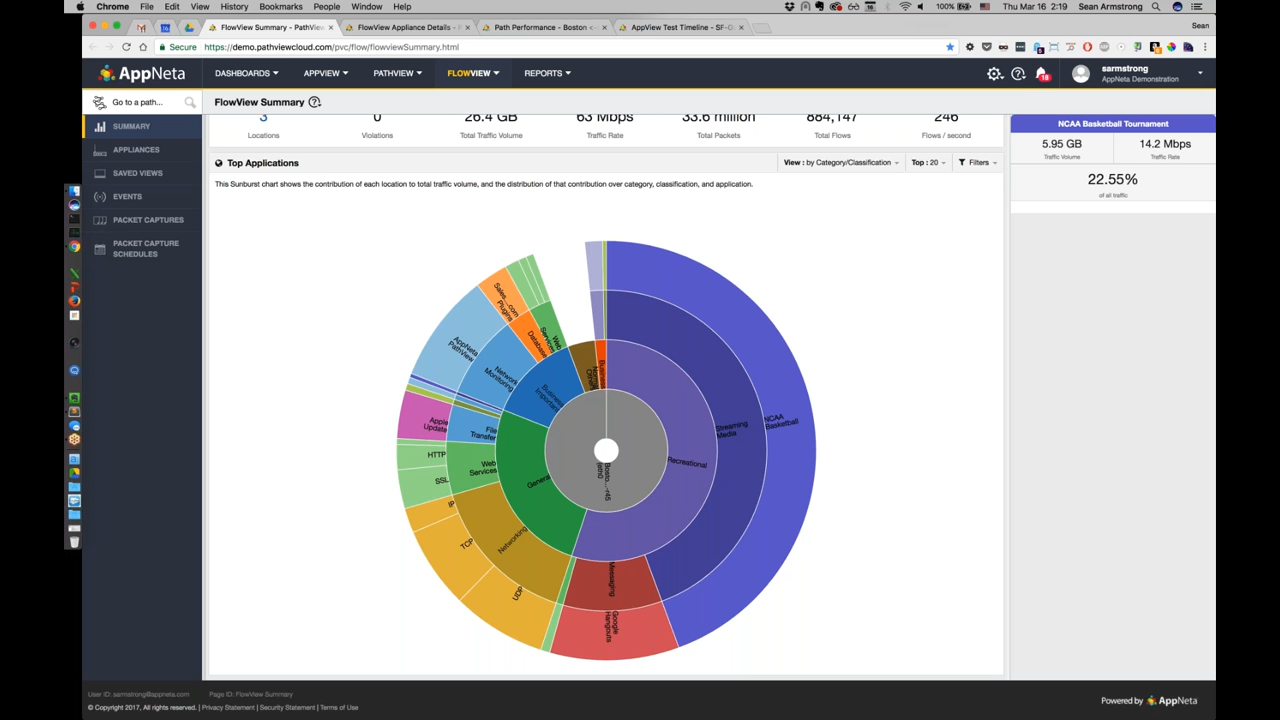 Chrome File Edit View History Bookmarks People Window Help 100% Thu Mar 16 2:19 Sean Armstrong
FlowView Summary - PathView × FlowView Appliance Details - F × Path Performance - Boston <-> × AppView Test Timeline - SF-D × Sean
Secure https://demo.pathviewcloud.com/pvc/flow/flowviewSummary.html
AppNeta DASHBOARDS APPVIEW PATHVIEW FLOWVIEW REPORTS 18 sarmstrong
AppNeta Demonstration
Go to a path...
FlowView Summary
SUMMARY
APPLIANCES
SAVED VIEWS
EVENTS
PACKET CAPTURES
PACKET CAPTURE
SCHEDULES
3 0 26.4 GB 63 Mbps 33.6 million 884,147 246
Locations Violations Total Traffic Volume Traffic Rate Total Packets Total Flows Flows / second
Top Applications View : by Category/Classification Top : 20 Filters
This Sunburst chart shows the contribution of each location to total traffic volume, and the distribution of that contribution over category, classification, and application.
NCAA Basketball Tournament
5.95 GB 14.2 Mbps
Traffic Volume Traffic Rate
22.55%
of all traffic
Sales...com
Plugins
Database
Web
Services
AppNeta
PathView
Network
Monitoring
Business
Important
Business
Apple
Update
File
Transfer
HTTP
SSL
Web
Services
General
IP
TCP
UDP
Networking
Recreational
Streaming
Media
NCAA
Basketball
Messaging
Google
Hangouts
User ID: sarmstrong@appneta.com Page ID: FlowView Summary
© Copyright 2017, All rights reserved. | Privacy Statement | Security Statement | Terms of Use
Powered by AppNeta